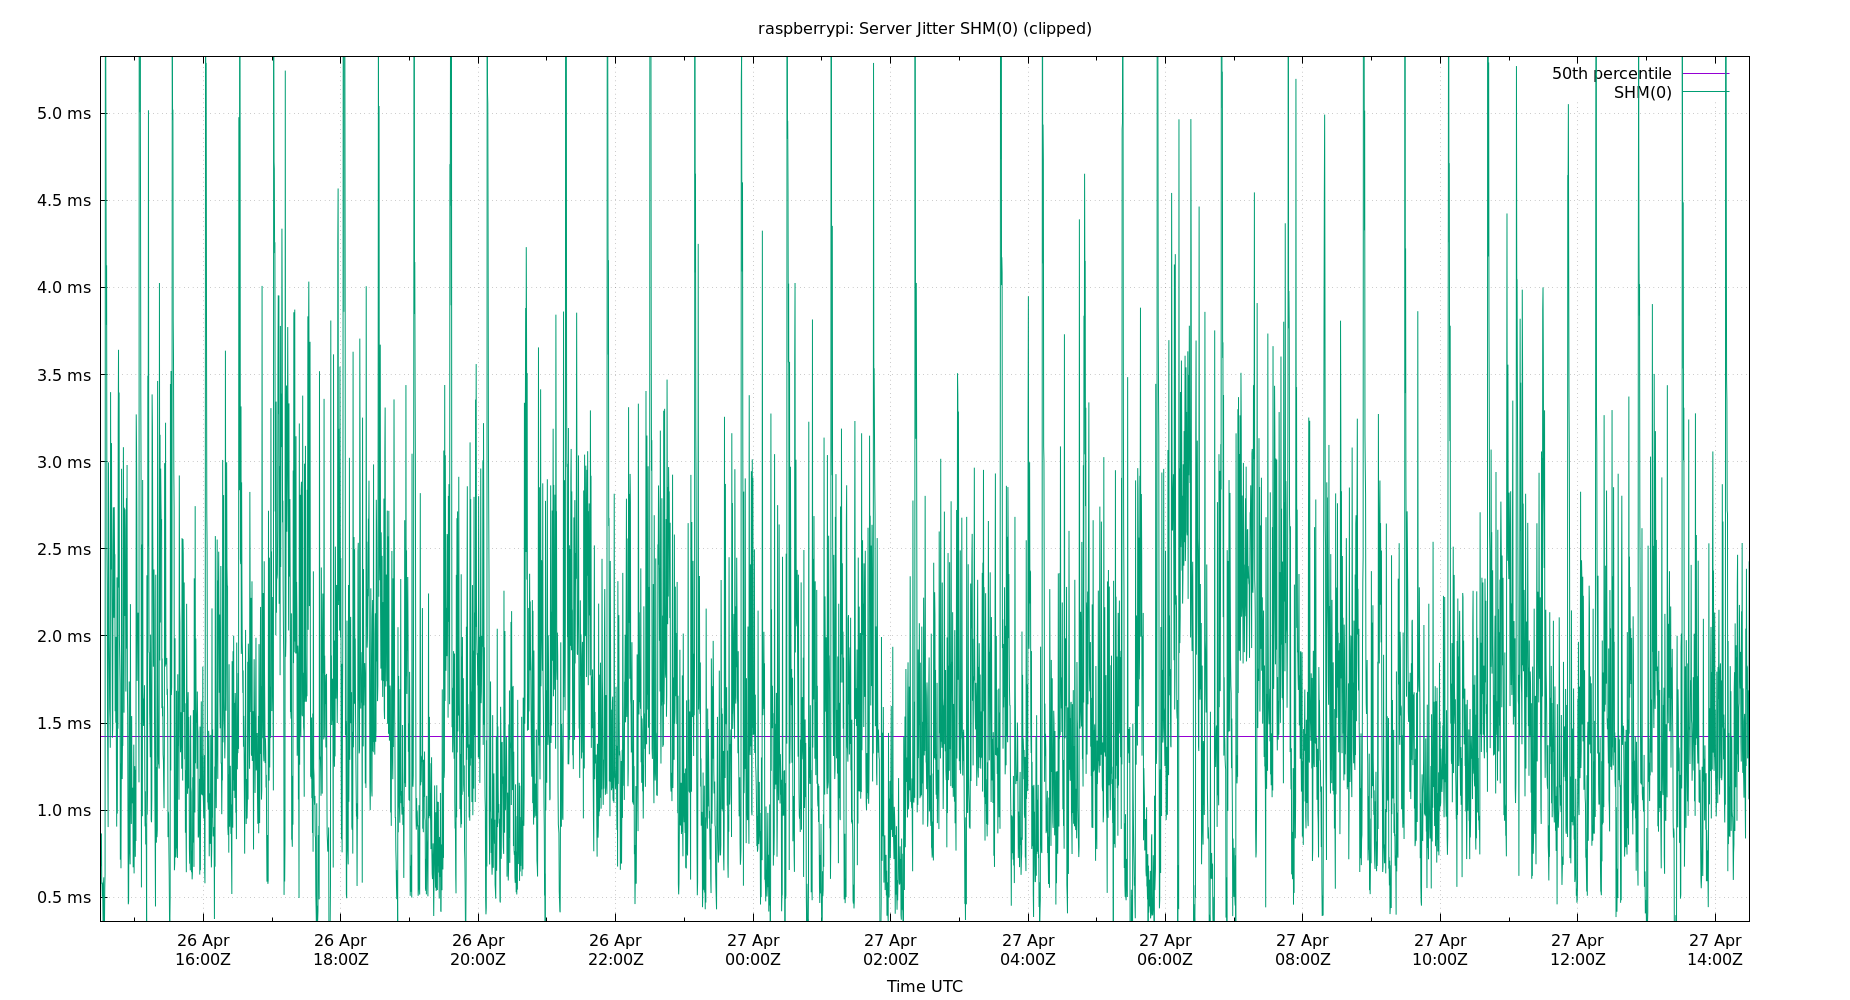 raspberrypi: Server Jitter SHM(0) (clipped)
50th percentile
SHM(0)
5.0 ms
4.5 ms
4.0 ms
3.5 ms
3.0 ms
2.5 ms
2.0 ms
1.5 ms
1.0 ms
0.5 ms
26 Apr 26 Apr 26 Apr 26 Apr 27 Apr 27 Apr 27 Apr 27 Apr 27 Apr 27 Apr 27 Apr 27 Apr
16:00Z 18:00Z 20:00Z 22:00Z 00:00Z 02:00Z 04:00Z 06:00Z 08:00Z 10:00Z 12:00Z 14:00Z
Time UTC